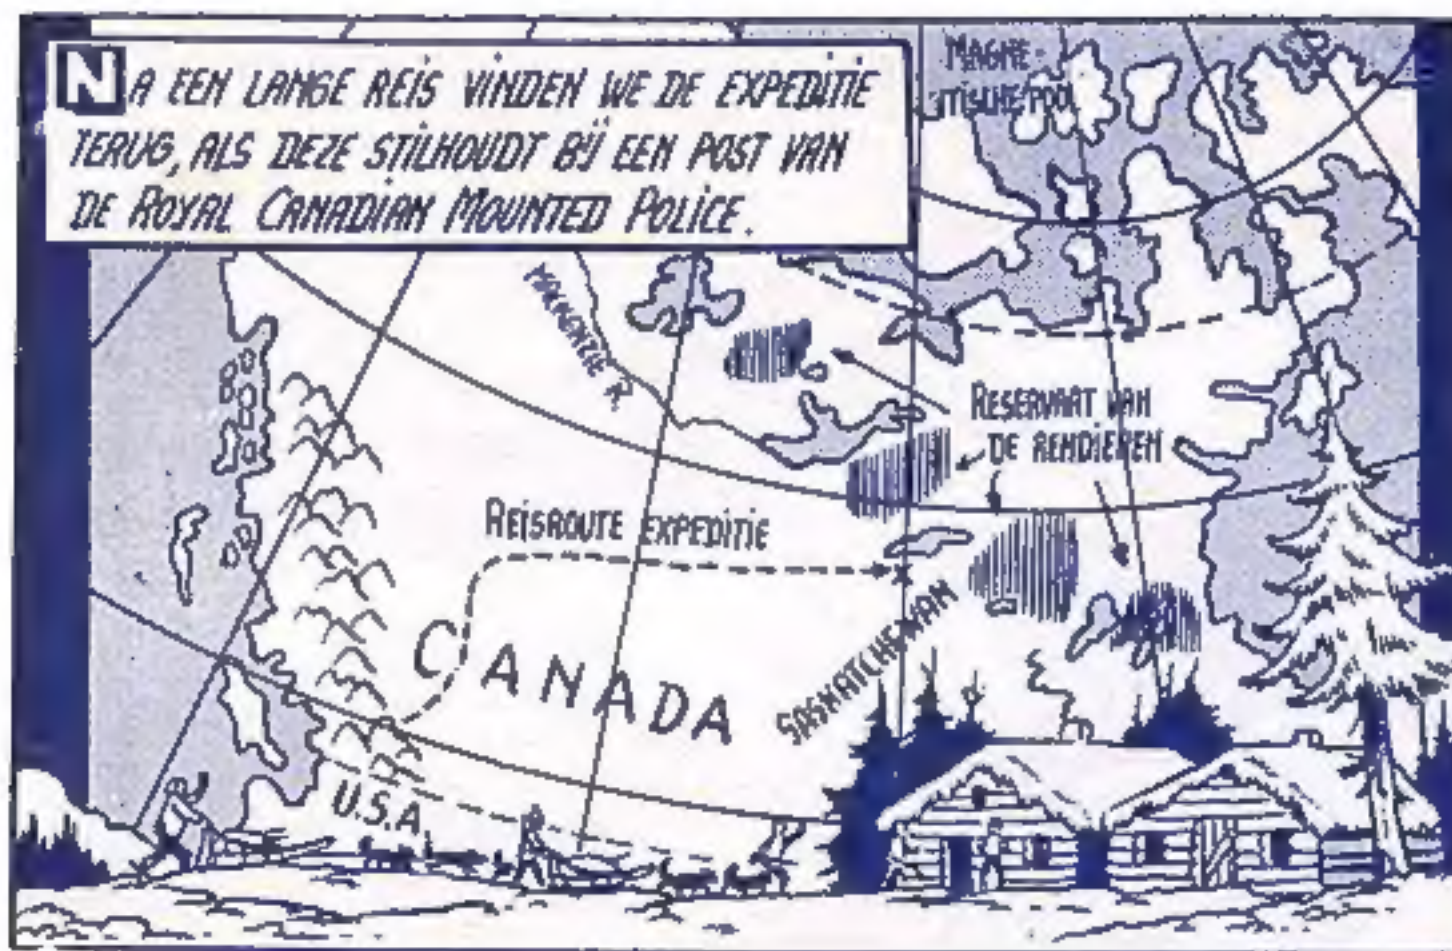 NA EEN LANGE REIS VINDEN WE DE EXPEDITIE
TERUG, ALS DEZE STILHOUDT BIJ EEN POST VAN
DE ROYAL CANADIAN MOUNTED POLICE.
MAGNE-
TISCHE POOL
MACKENZIE R.
RESERVAAT VAN
DE RENDIEREN
REISROUTE EXPEDITIE
CANADA
SASKATCHEWAN
U.S.A.